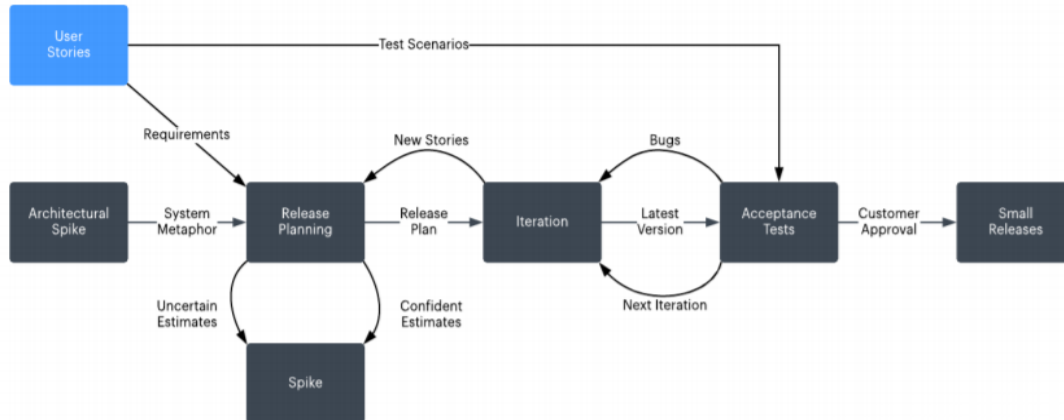 User
Stories
Test Scenarios
Requirements
New Stories
Bugs
Architectural
Spike
System
Metaphor
Release
Planning
Release
Plan
Iteration
Latest
Version
Acceptance
Tests
Customer
Approval
Small
Releases
Uncertain
Estimates
Confident
Estimates
Next Iteration
Spike